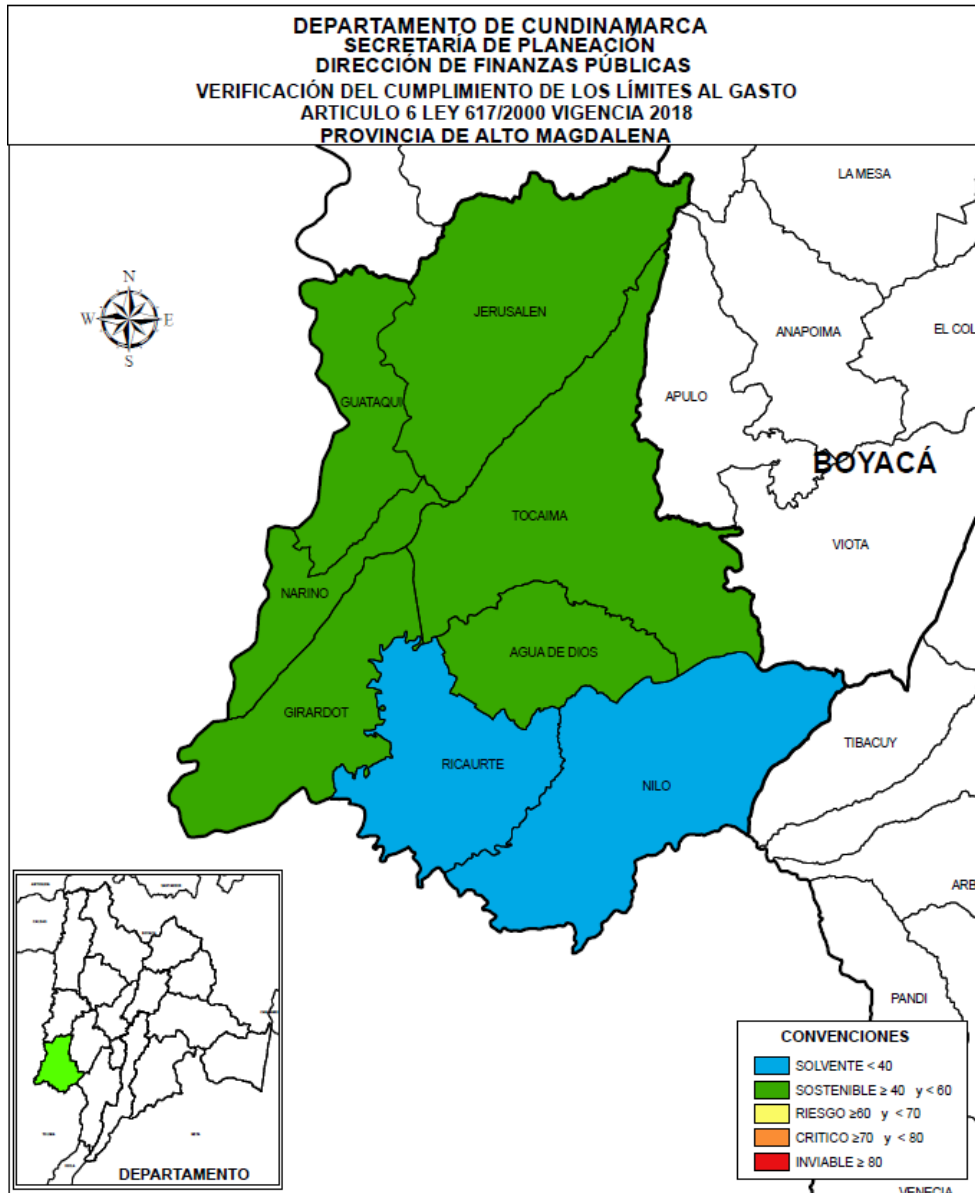 DEPARTAMENTO DE CUNDINAMARCA
SECRETARÍA DE PLANEACIÓN
DIRECCIÓN DE FINANZAS PÚBLICAS
VERIFICACIÓN DEL CUMPLIMIENTO DE LOS LÍMITES AL GASTO
ARTICULO 6 LEY 617/2000 VIGENCIA 2018
PROVINCIA DE ALTO MAGDALENA
LA MESA
N
W
E
S
JERUSALEN
ANAPOIMA
EL COL
GUATAQUI
APULO
BOYACÁ
TOCAIMA
VIOTA
NARINO
AGUA DE DIOS
GIRARDOT
TIBACUY
RICAURTE
NILO
ARB
PANDI
CONVENCIONES
SOLVENTE < 40
SOSTENIBLE ≥ 40 y < 60
RIESGO ≥60 y < 70
CRITICO ≥70 y < 80
INVIABLE ≥ 80
DEPARTAMENTO
VENECIA